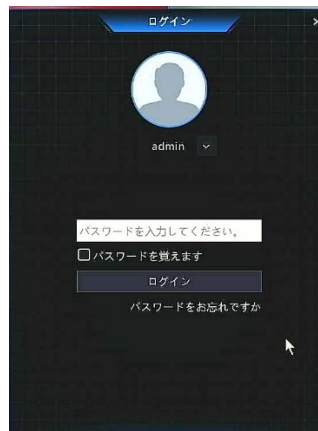 ログイン
admin
パスワードを入力してください。
パスワードを覚えます
ログイン
パスワードをお忘れですか